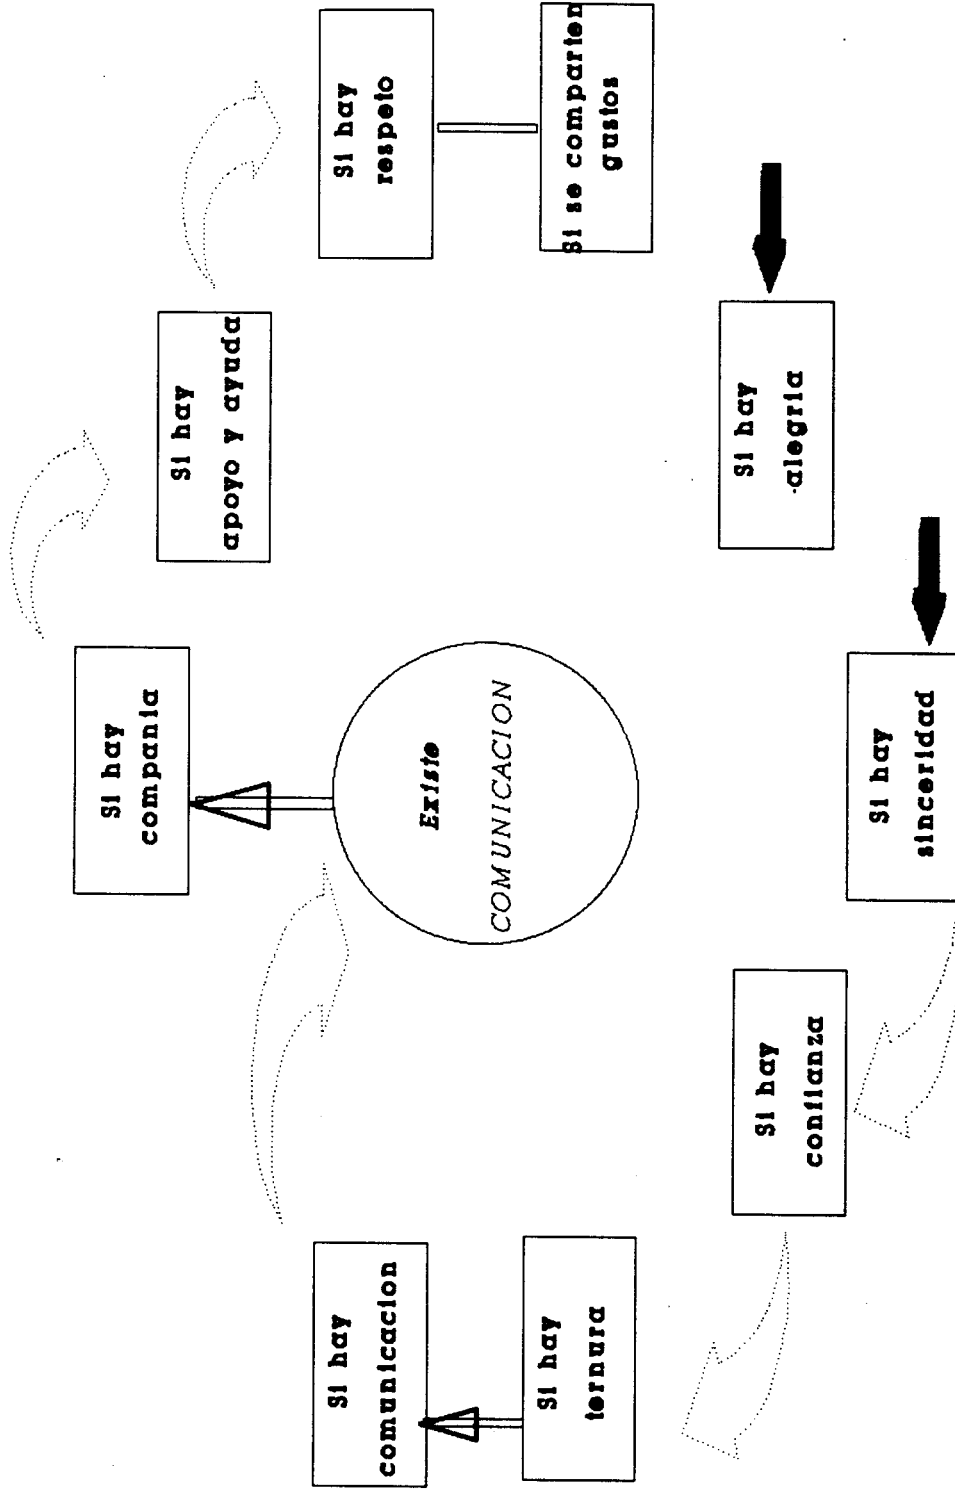 Si hay
compania
Si hay
apoyo y ayuda
Si hay
comunicacion
Si hay
respeto
Existe
COMUNICACION
Si hay
ternura
Si se comparten
gustos
Si hay
confianza
Si hay
alegria
Si hay
sinceridad